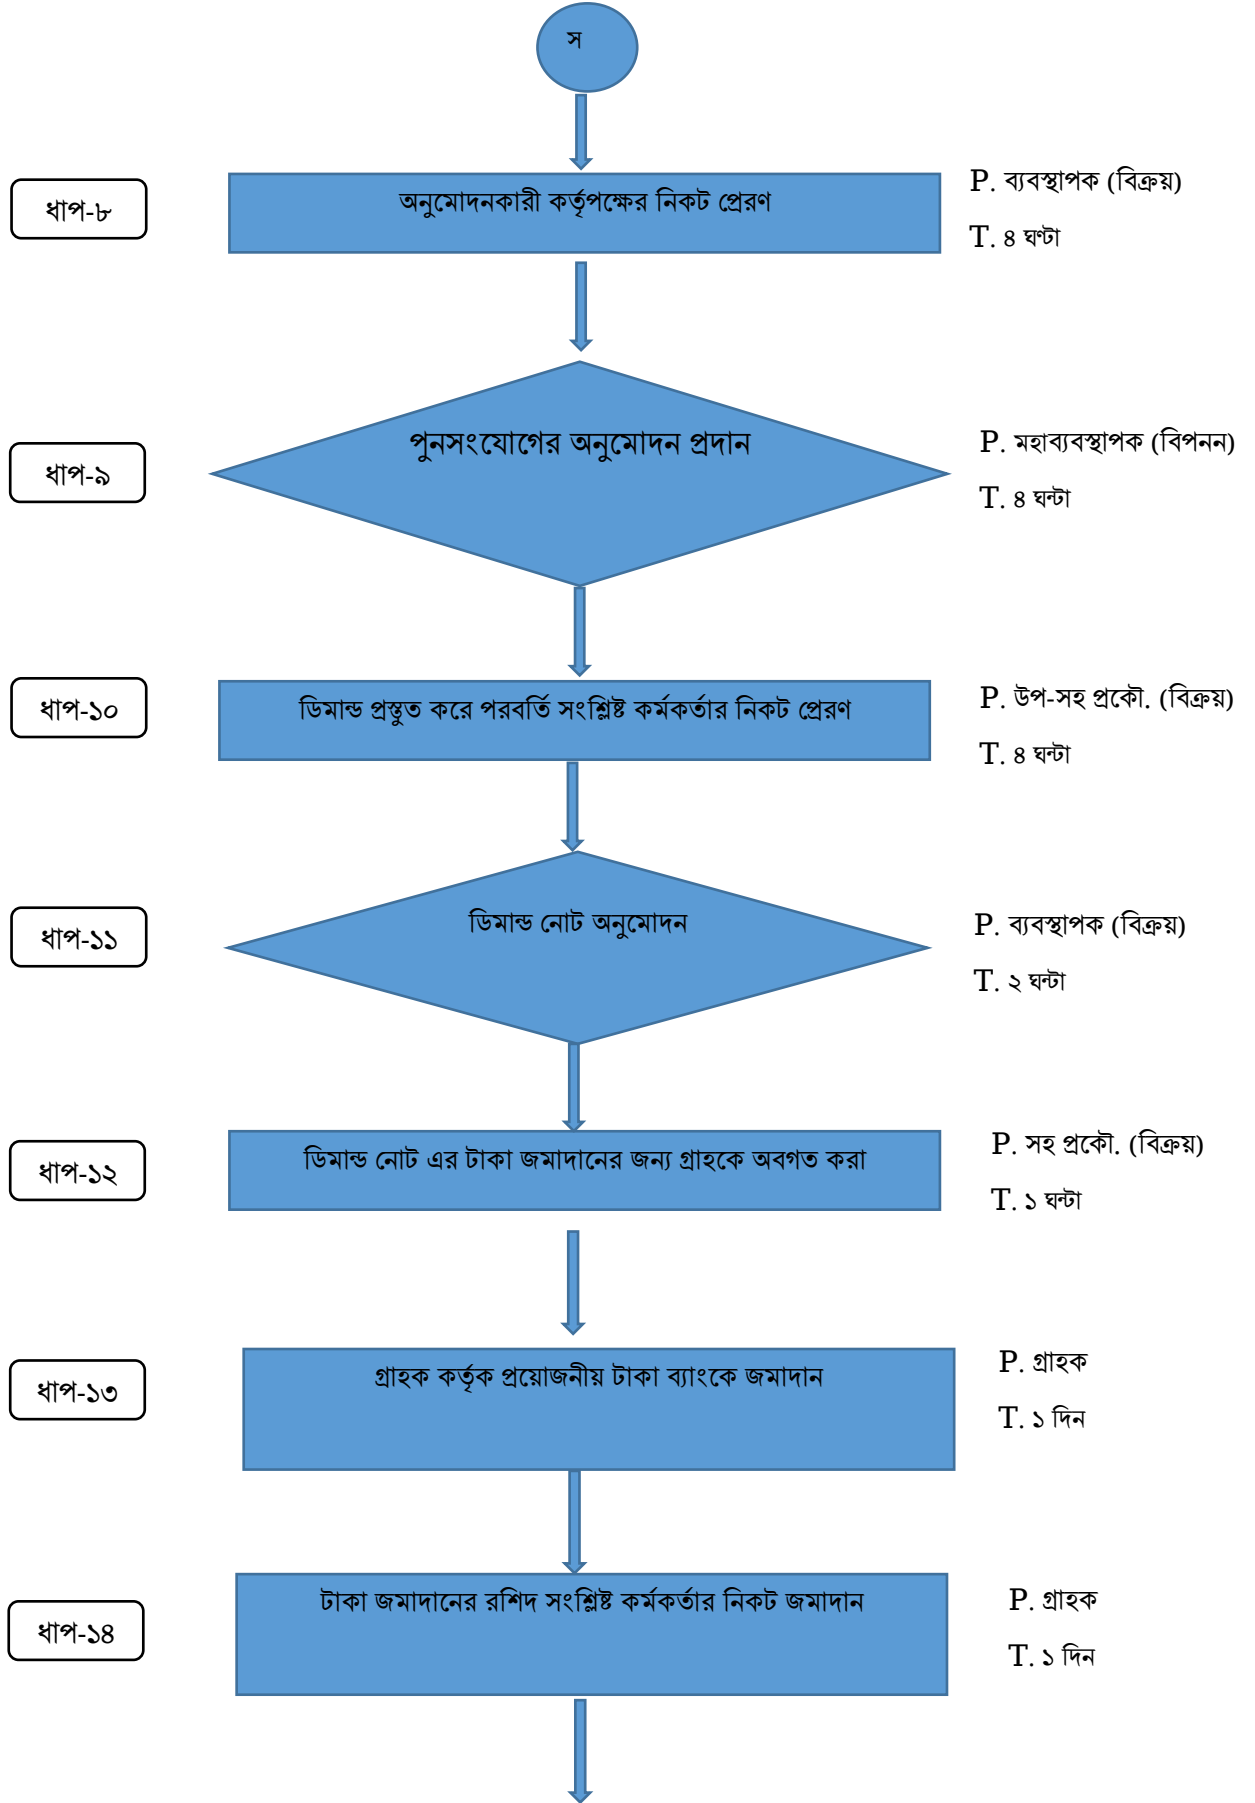 স
ধাপ-৮
অনুমোদনকারী কর্তৃপক্ষের নিকট প্রেরণ
P. ব্যবস্থাপক (বিক্রয়)
T. ৪ ঘণ্টা
ধাপ-৯
পুনসংযোগের অনুমোদন প্রদান
P. মহাব্যবস্থাপক (বিপনন)
T. ৪ ঘন্টা
ধাপ-১০
ডিমান্ড প্রস্তুত করে পরবর্তি সংশ্লিষ্ট কর্মকর্তার নিকট প্রেরণ
P. উপ-সহ প্রকৌ. (বিক্রয়)
T. ৪ ঘন্টা
ধাপ-১১
ডিমান্ড নোট অনুমোদন
P. ব্যবস্থাপক (বিক্রয়)
T. ২ ঘন্টা
ধাপ-১২
ডিমান্ড নোট এর টাকা জমাদানের জন্য গ্রাহকে অবগত করা
P. সহ প্রকৌ. (বিক্রয়)
T. ১ ঘন্টা
ধাপ-১৩
গ্রাহক কর্তৃক প্রয়োজনীয় টাকা ব্যাংকে জমাদান
P. গ্রাহক
T. ১ দিন
ধাপ-১৪
টাকা জমাদানের রশিদ সংশ্লিষ্ট কর্মকর্তার নিকট জমাদান
P. গ্রাহক
T. ১ দিন